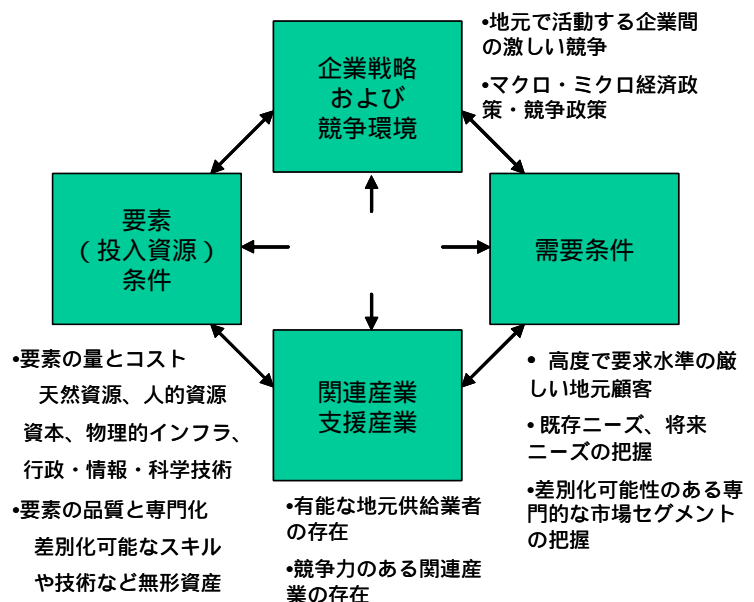 企業戦略
および
競争環境
•地元で活動する企業間
の激しい競争
•マクロ・ミクロ経済政
策・競争政策
要素
（投入資源）
条件
需要条件
•要素の量とコスト
天然資源、人的資源
資本、物理的インフラ、
行政・情報・科学技術
•要素の品質と専門化
差別化可能なスキル
や技術など無形資産
関連産業
支援産業
•有能な地元供給業者
の存在
•競争力のある関連産
業の存在
• 高度で要求水準の厳
しい地元顧客
• 既存ニーズ、将来
ニーズの把握
•差別化可能性のある専
門的な市場セグメント
の把握